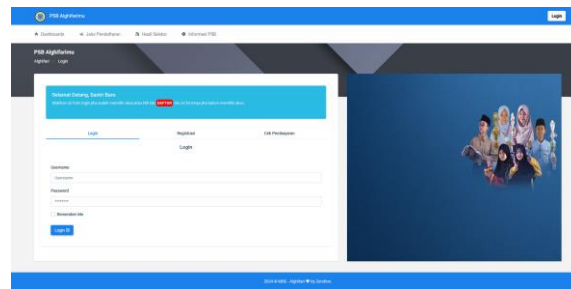 PSB Alghifarimu
Login
Dashboards
Jalur Pendaftaran
Hasil Seleksi
Informasi PSB
PSB Alghifarimu
Alghifari
Login
Selamat Datang, Santri Baru
DAFTAR
Login
Registrasi
Cek Pembayaran
Login
Username
Username
Password
Remember Me
Login